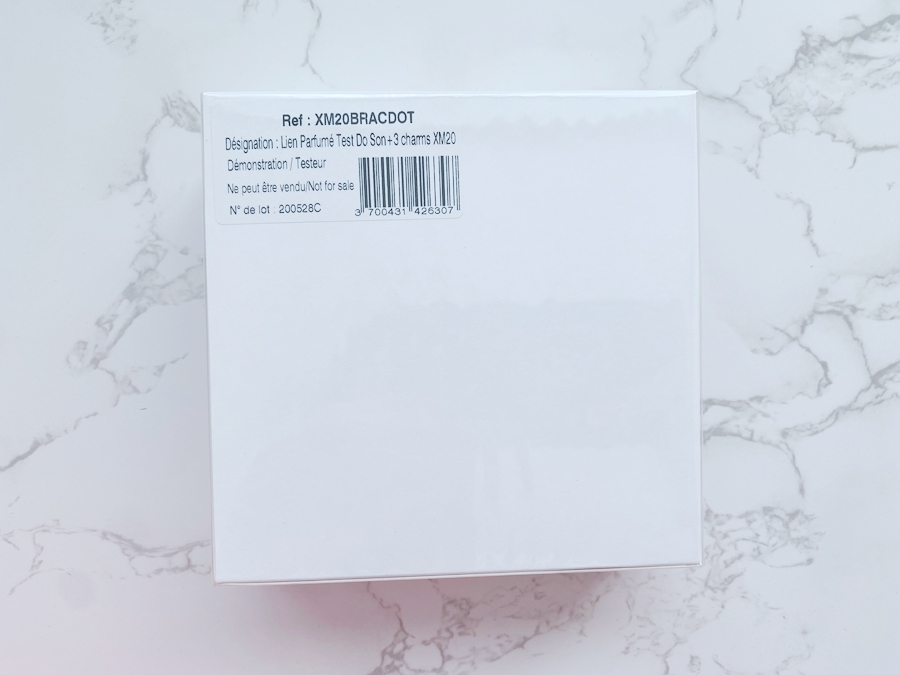 Ref : XM20BRACDOT
Désignation : Lien Parfumé Test Do Son+3 charms XM20
Démonstration / Testeur
Ne peut être vendu/Not for sale
N° de lot : 200528C
3 700431 426307